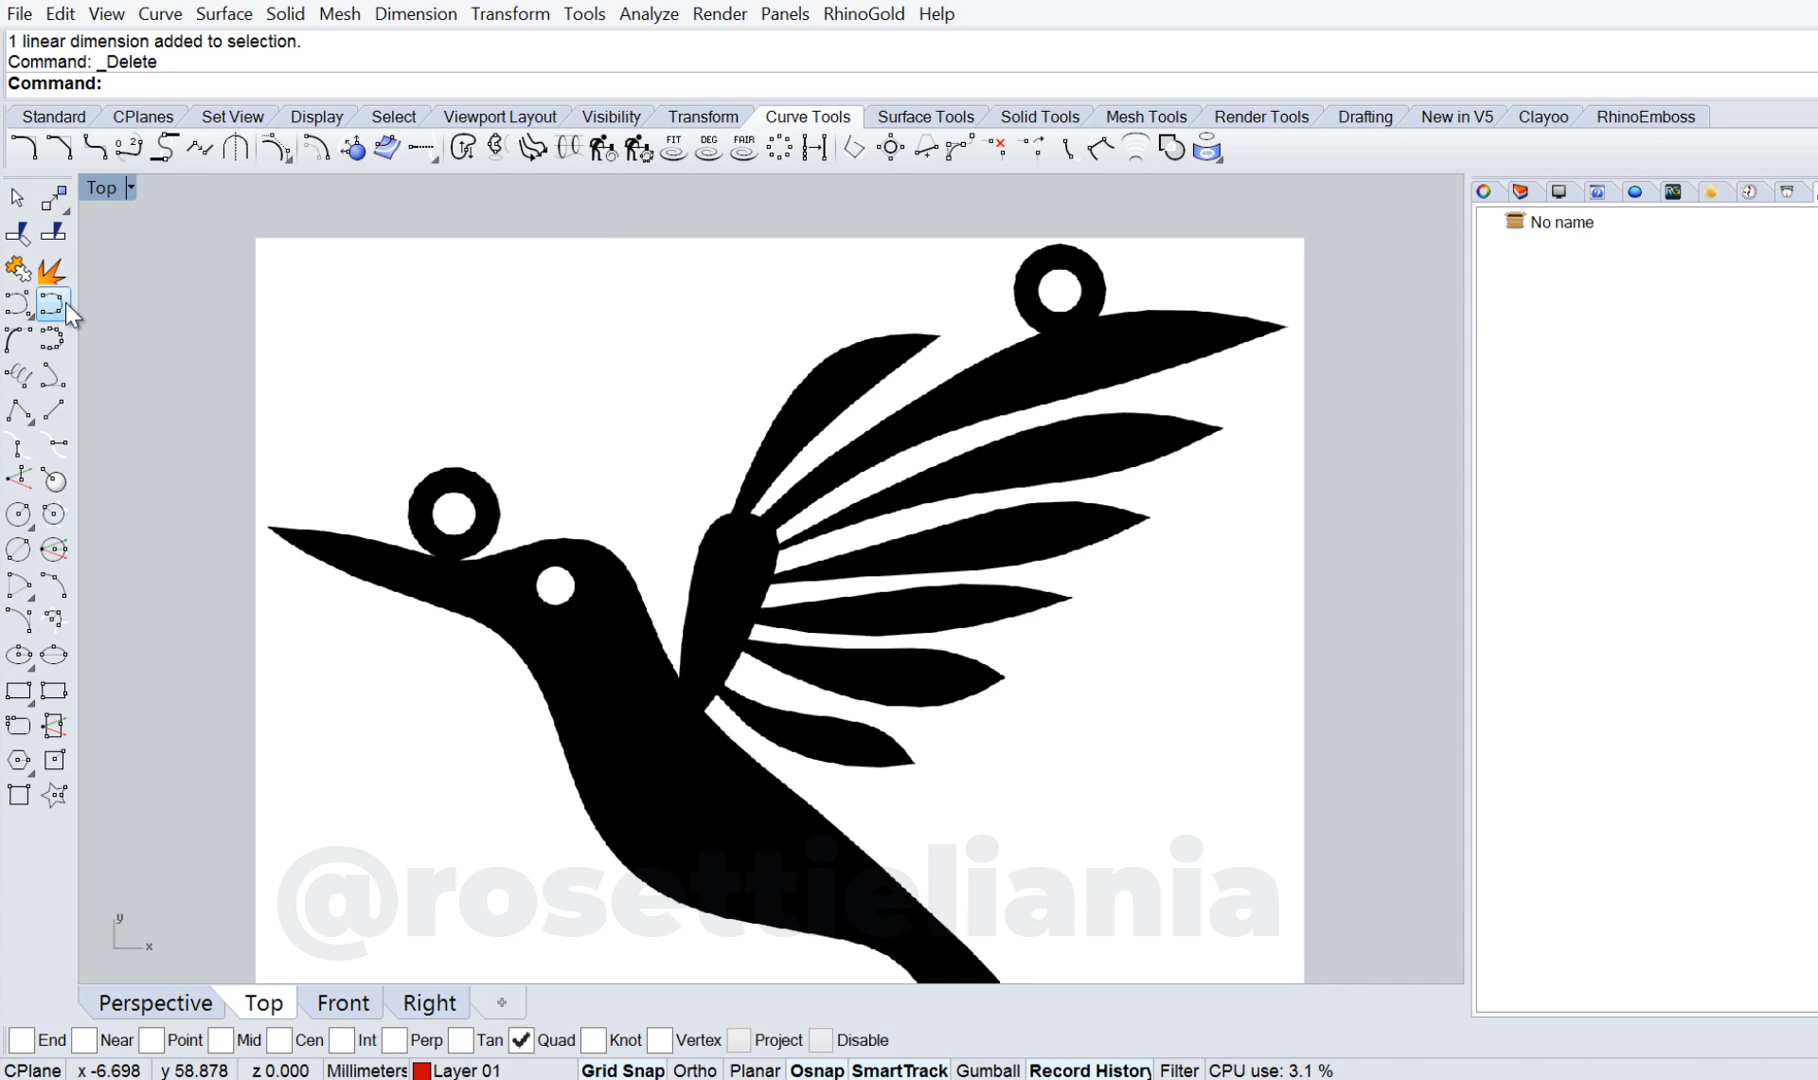 File Edit View Curve Surface Solid Mesh Dimension Transform Tools Analyze Render Panels RhinoGold Help
1 linear dimension added to selection.
Command: _Delete
Command:
Standard CPlanes Set View Display Select Viewport Layout Visibility Transform Curve Tools Surface Tools Solid Tools Mesh Tools Render Tools Drafting New in V5 Clayoo RhinoEmboss
FIT DEG FAIR
Top
No name
@rosettieliania
y
x
Perspective Top Front Right
End Near Point Mid Cen Int Perp Tan Quad Knot Vertex Project Disable
CPlane x -6.698 y 58.878 z 0.000 Millimeters Layer 01 Grid Snap Ortho Planar Osnap SmartTrack Gumball Record History Filter CPU use: 3.1 %